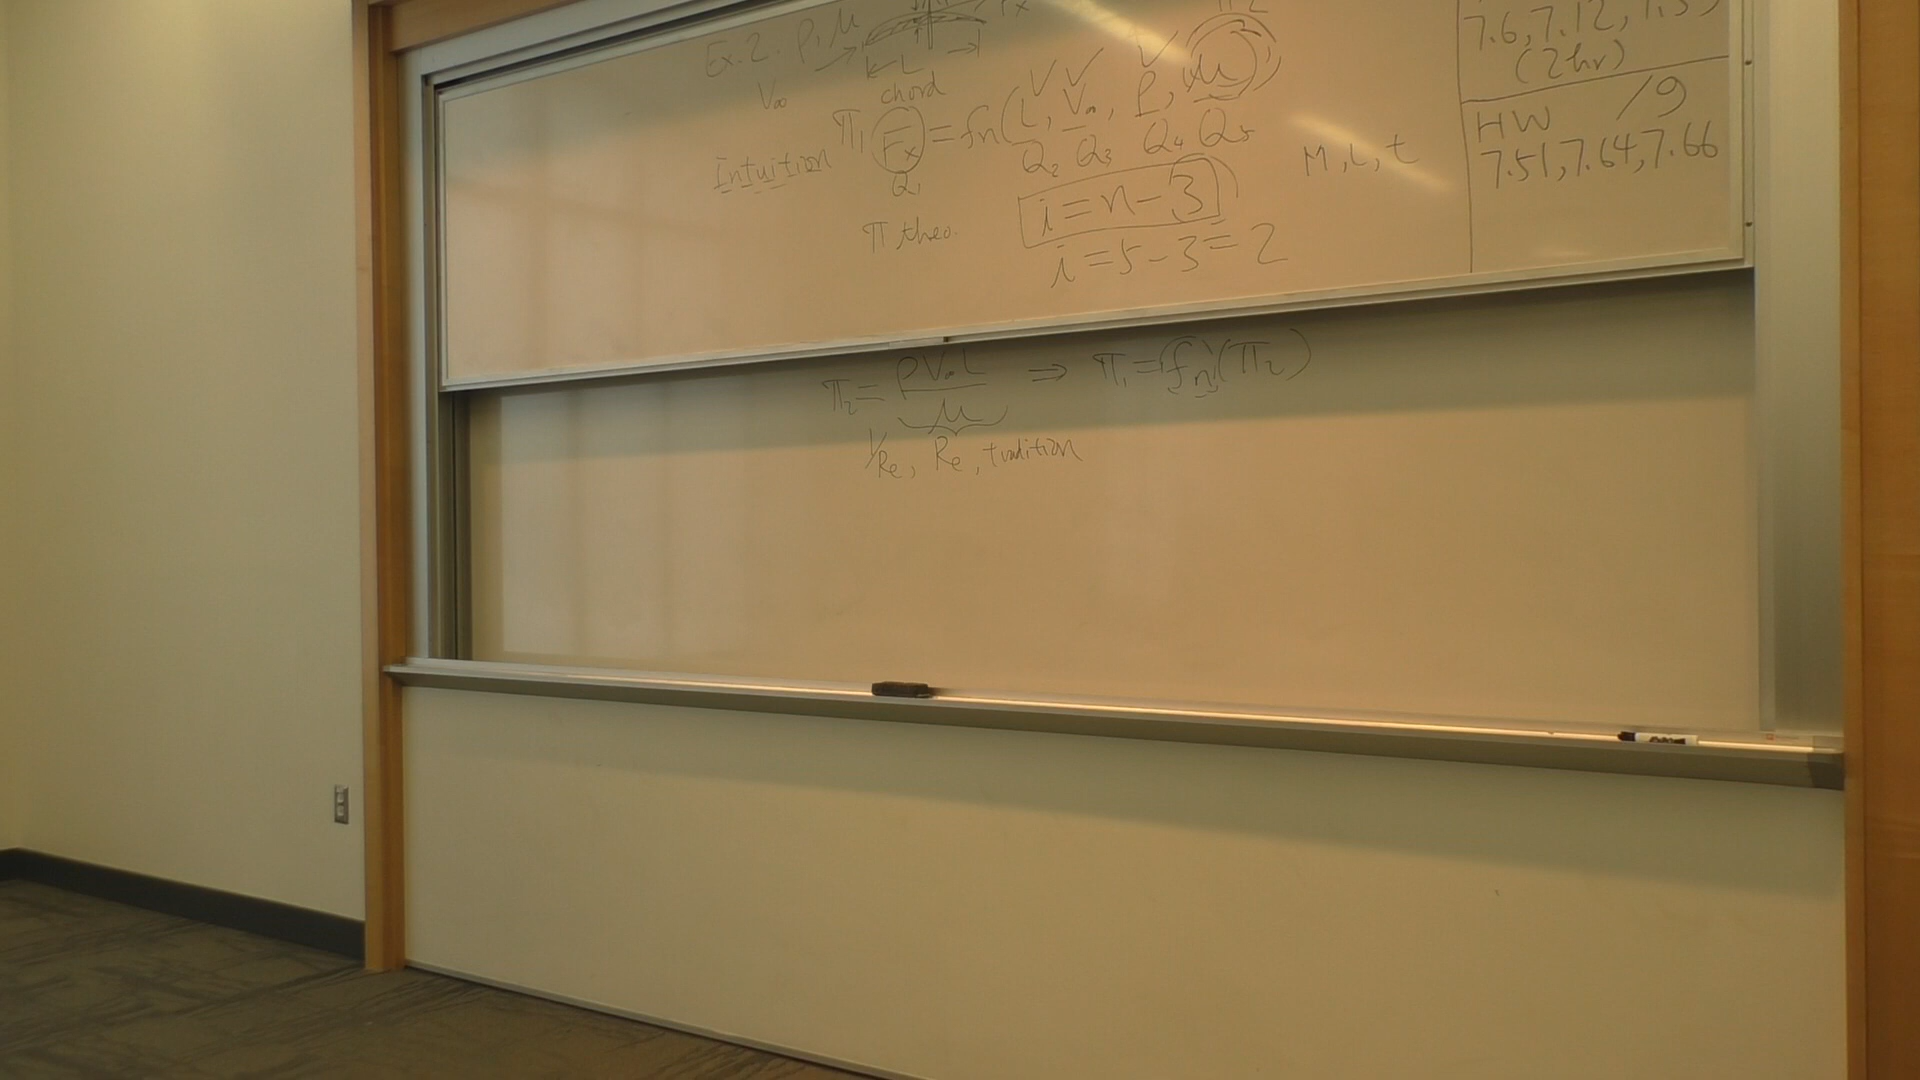 Ex. 2. ρ, μ
L
V∞
chord
π₁ Fx = fn(L, V∞, ρ, μ)
Intuition
Q₁ Q₂ Q₃ Q₄ Q₅
π theo.
i = n - 3
i = 5 - 3 = 2
M, L, t
7.6, 7.12,
(2hr)
HW /9
7.51, 7.64, 7.66
π₂ = ρV∞L / μ ⇒ π₁ = fn(π₂)
1/Re, Re, tradition